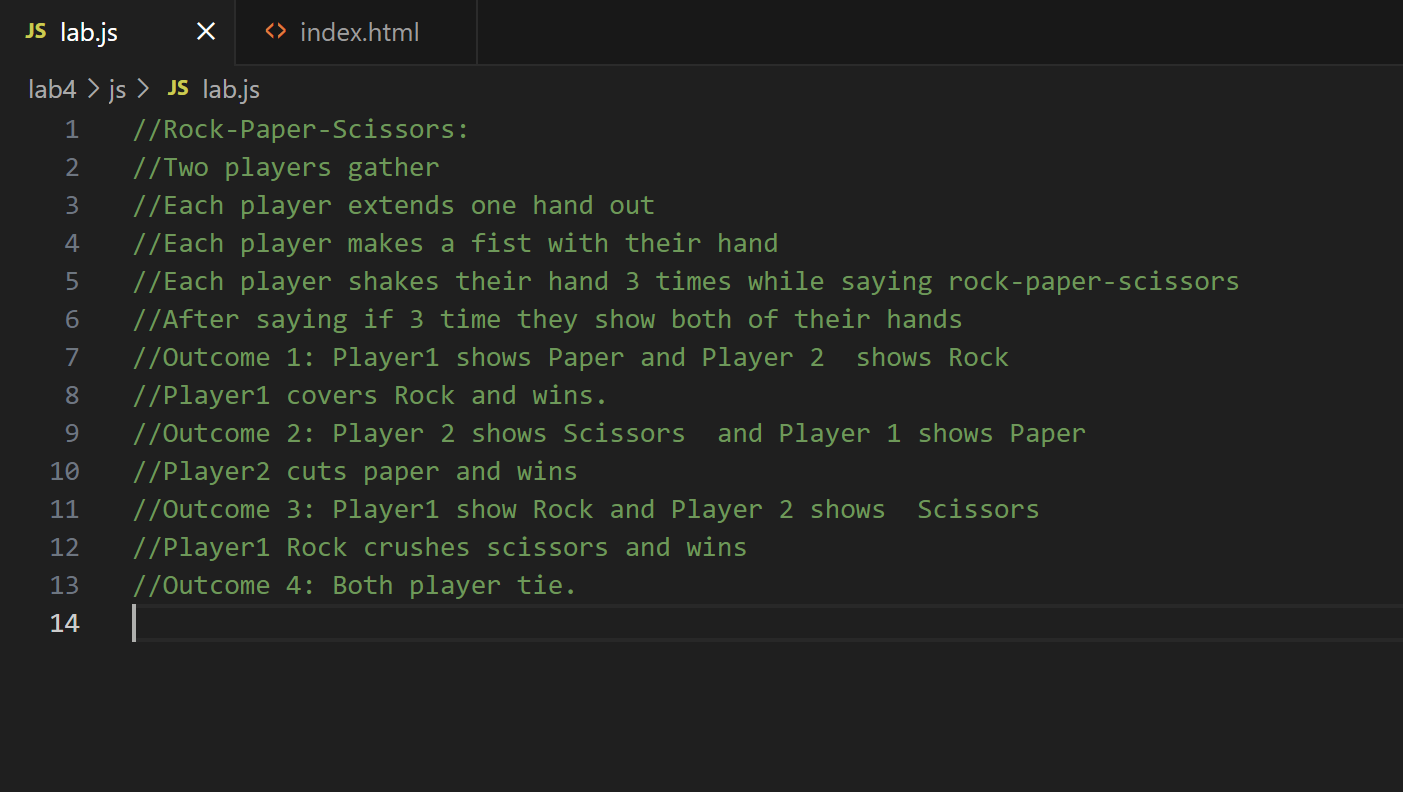 JS lab.js × <> index.html
lab4 > js > JS lab.js
1 //Rock-Paper-Scissors:
2 //Two players gather
3 //Each player extends one hand out
4 //Each player makes a fist with their hand
5 //Each player shakes their hand 3 times while saying rock-paper-scissors
6 //After saying if 3 time they show both of their hands
7 //Outcome 1: Player1 shows Paper and Player 2  shows Rock
8 //Player1 covers Rock and wins.
9 //Outcome 2: Player 2 shows Scissors  and Player 1 shows Paper
10 //Player2 cuts paper and wins
11 //Outcome 3: Player1 show Rock and Player 2 shows  Scissors
12 //Player1 Rock crushes scissors and wins
13 //Outcome 4: Both player tie.
14